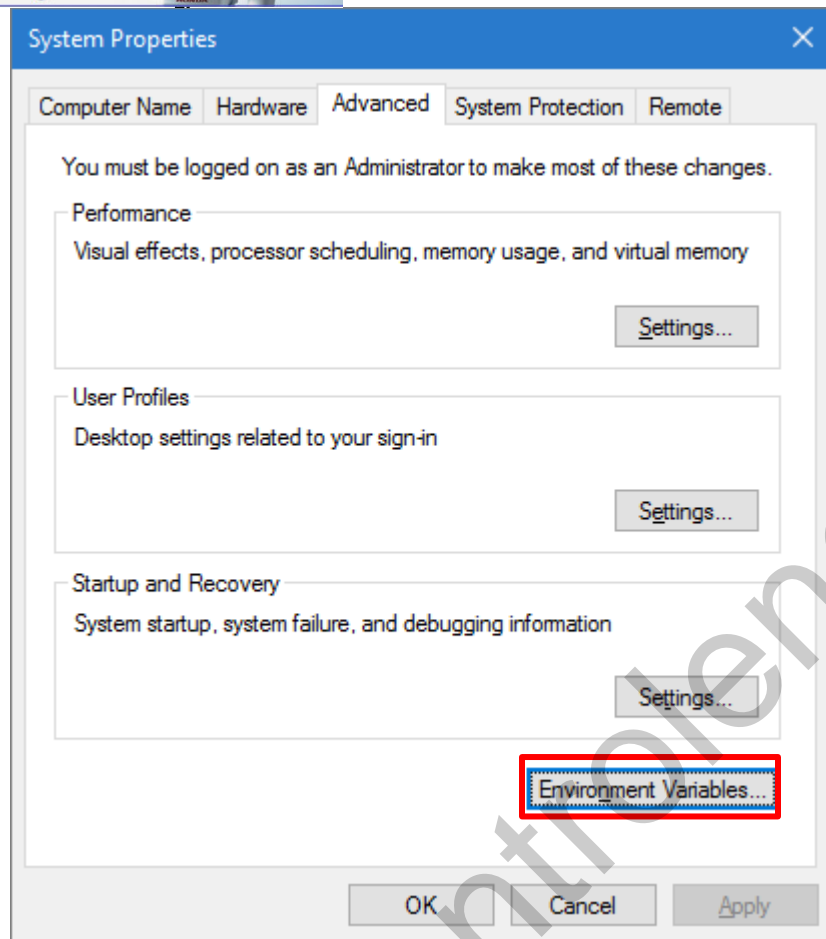 System Properties
Computer Name Hardware Advanced System Protection Remote
You must be logged on as an Administrator to make most of these changes.
Performance
Visual effects, processor scheduling, memory usage, and virtual memory
Settings...
User Profiles
Desktop settings related to your sign-in
Settings...
Startup and Recovery
System startup, system failure, and debugging information
Settings...
Environment Variables...
OK Cancel Apply
ntrolen